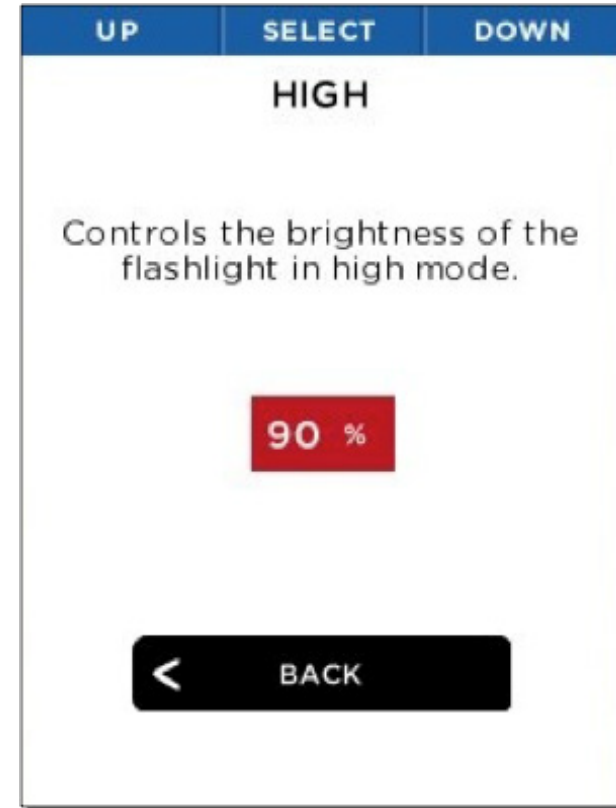 UP SELECT DOWN
HIGH
Controls the brightness of the
flashlight in high mode.
90 %
< BACK